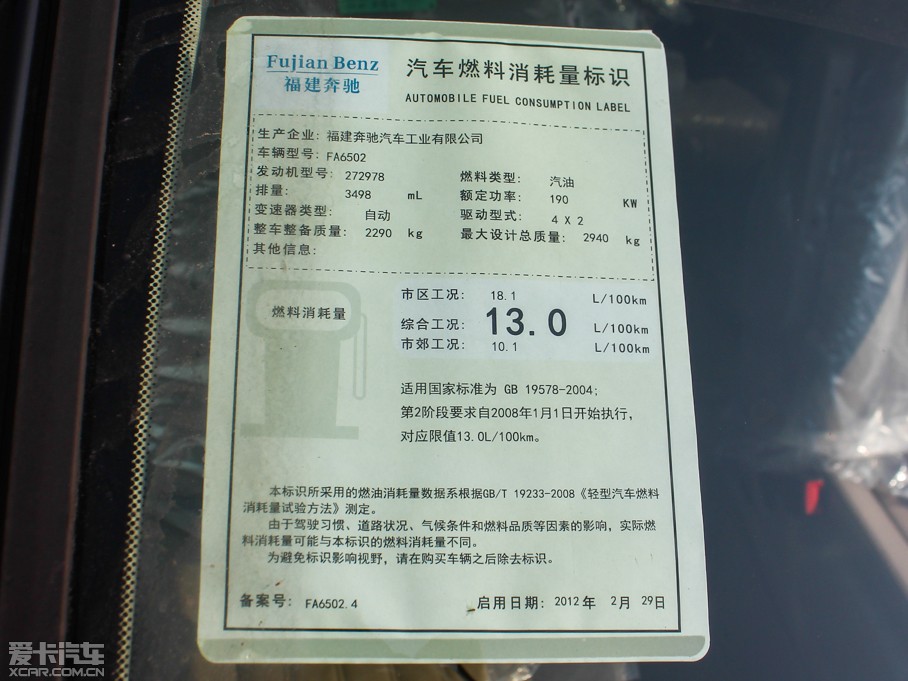 Fujian Benz
福建奔驰
汽车燃料消耗量标识
AUTOMOBILE FUEL CONSUMPTION LABEL
生产企业: 福建奔驰汽车工业有限公司
车辆型号: FA6502
发动机型号: 272978 燃料类型: 汽油
排量: 3498 mL 额定功率: 190 KW
变速器类型: 自动 驱动型式: 4 X 2
整车整备质量: 2290 kg 最大设计总质量: 2940 kg
其他信息:
燃料消耗量
市区工况: 18.1 L/100km
综合工况: 13.0 L/100km
市郊工况: 10.1 L/100km
适用国家标准为 GB 19578-2004;
第2阶段要求自2008年1月1日开始执行,
对应限值13.0L/100km。
本标识所采用的燃油消耗量数据系根据GB/T 19233-2008《轻型汽车燃料
消耗量试验方法》测定。
由于驾驶习惯、道路状况、气候条件和燃料品质等因素的影响,实际燃
料消耗量可能与本标识的燃料消耗量不同。
为避免标识影响视野,请在购买车辆之后除去标识。
备案号: FA6502.4 启用日期: 2012 年 2月 29日
爱卡汽车
XCAR.COM.CN